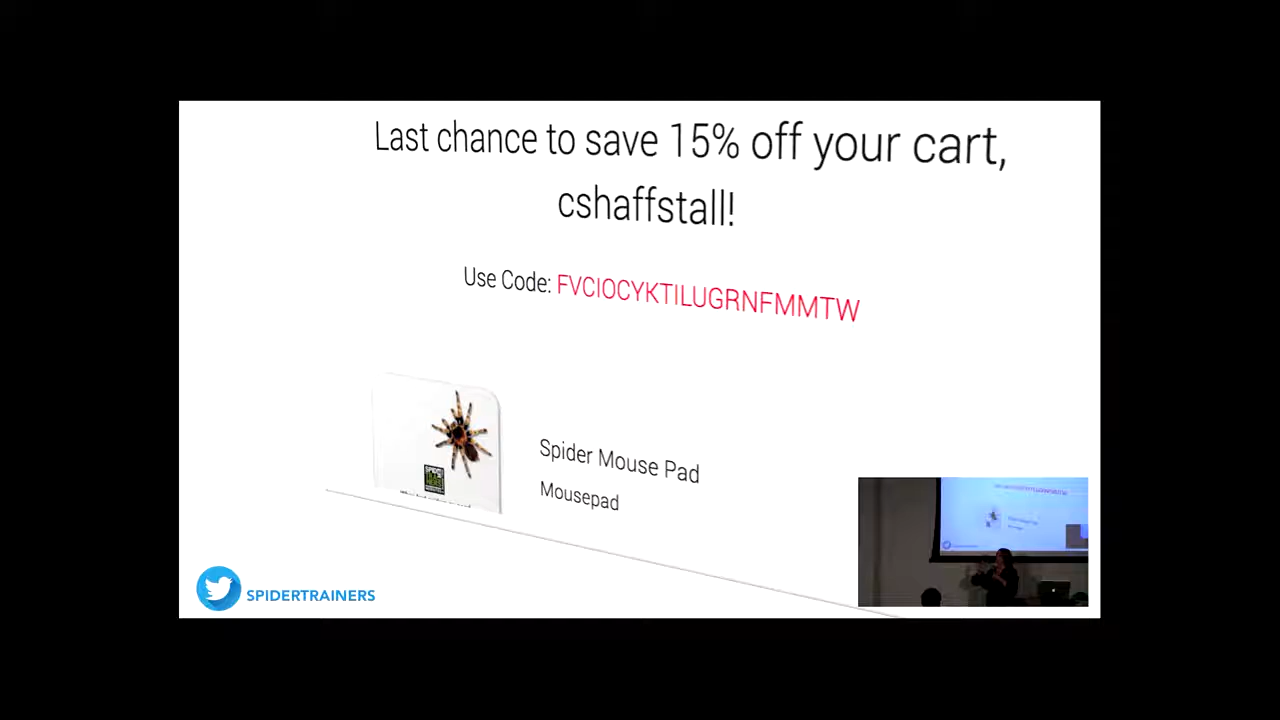 Last chance to save 15% off your cart,
cshaffstall!
Use Code: FVCIOCYKTILUGRNFMMTW
Spider Mouse Pad
Mousepad
SPIDERTRAINERS